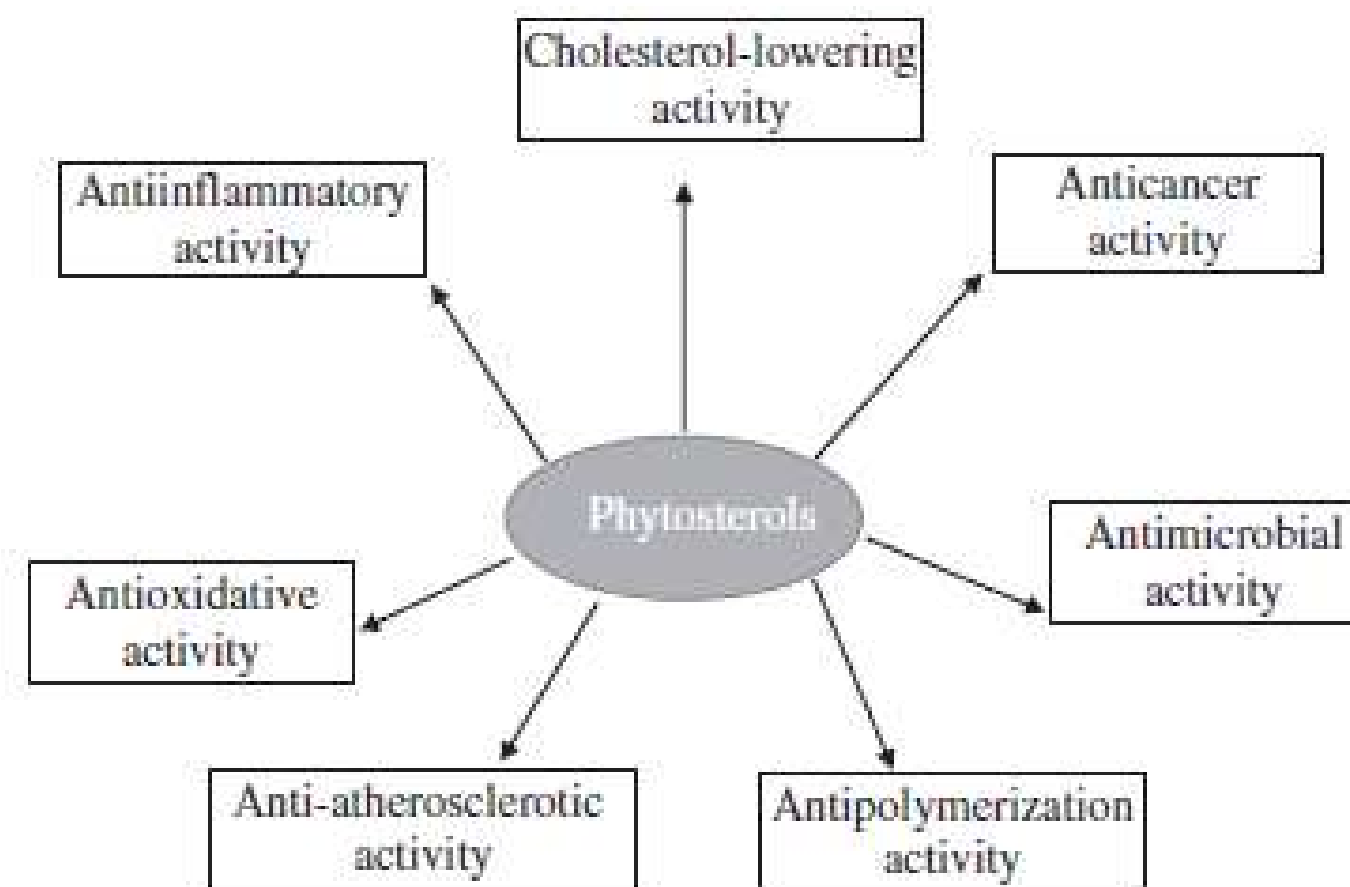 Cholesterol-lowering
activity
Antiinflammatory
activity
Anticancer
activity
Phytosterols
Antimicrobial
activity
Antioxidative
activity
Anti-atherosclerotic
activity
Antipolymerization
activity